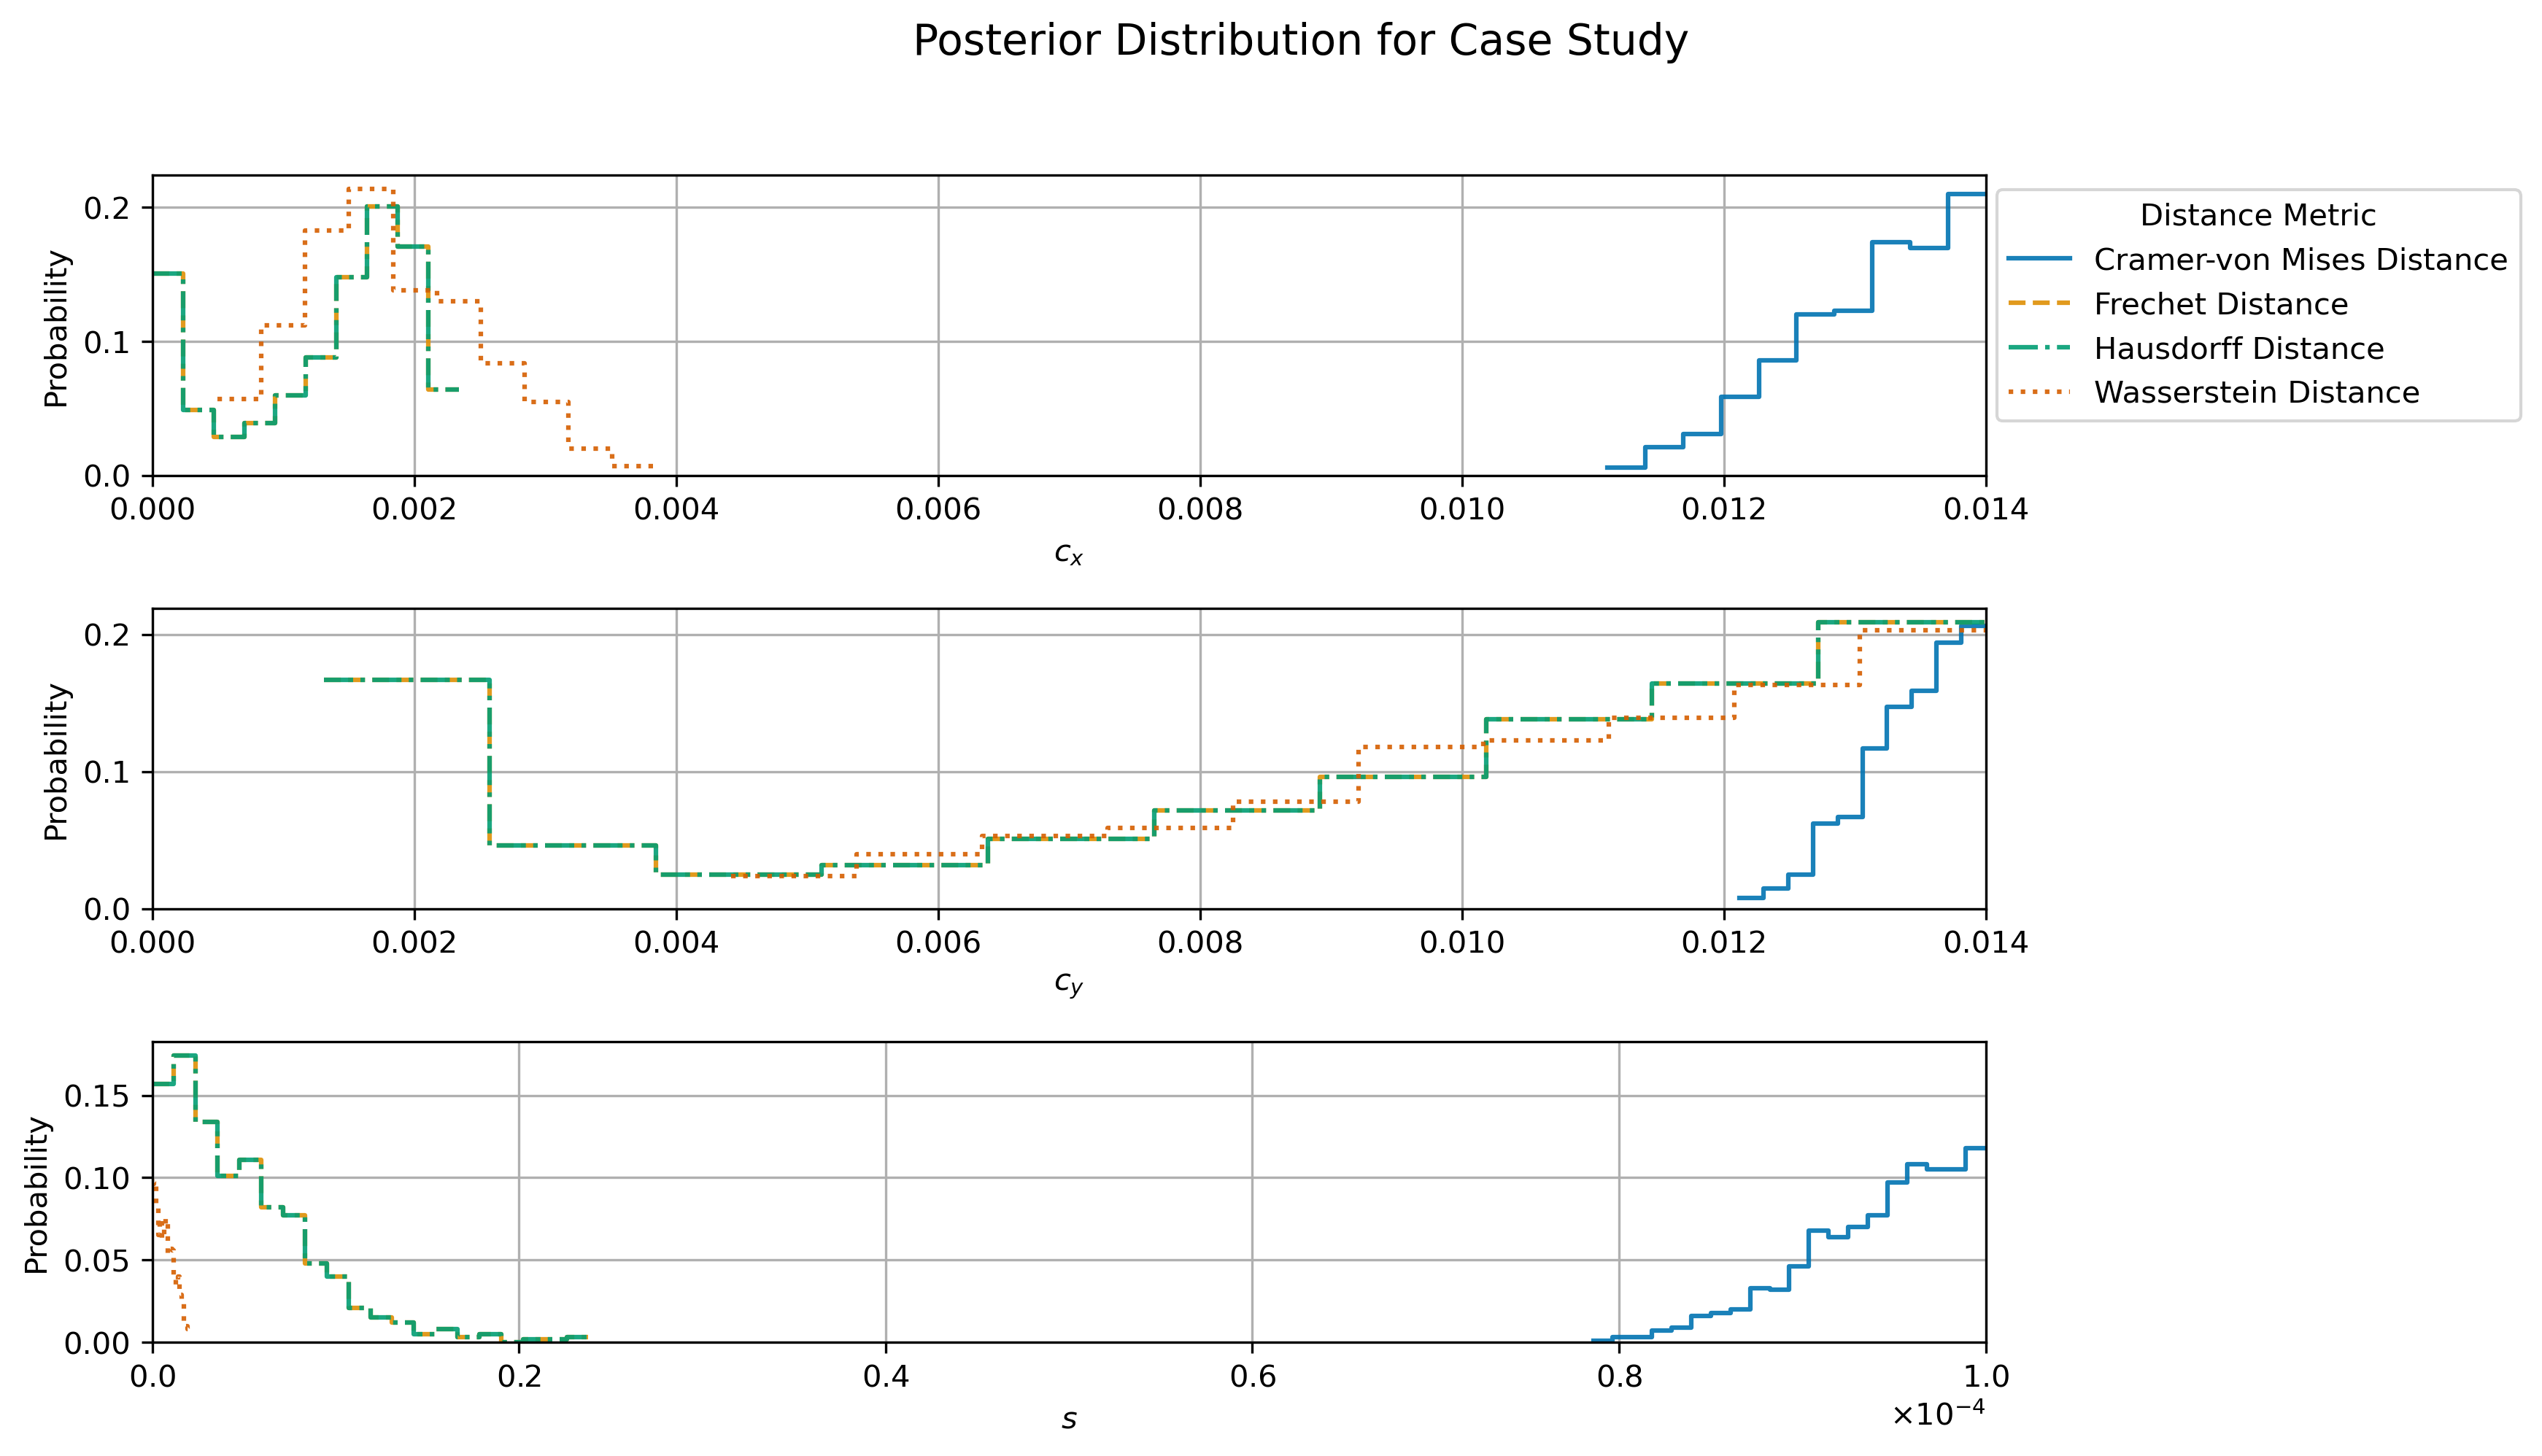 Posterior Distribution for Case Study
Probability
0.2
0.1
0.0
0.000 0.002 0.004 0.006 0.008 0.010 0.012 0.014
c_x
Distance Metric
Cramer-von Mises Distance
Frechet Distance
Hausdorff Distance
Wasserstein Distance
Probability
0.2
0.1
0.0
0.000 0.002 0.004 0.006 0.008 0.010 0.012 0.014
c_y
Probability
0.15
0.10
0.05
0.00
0.0 0.2 0.4 0.6 0.8 1.0
×10⁻⁴
s